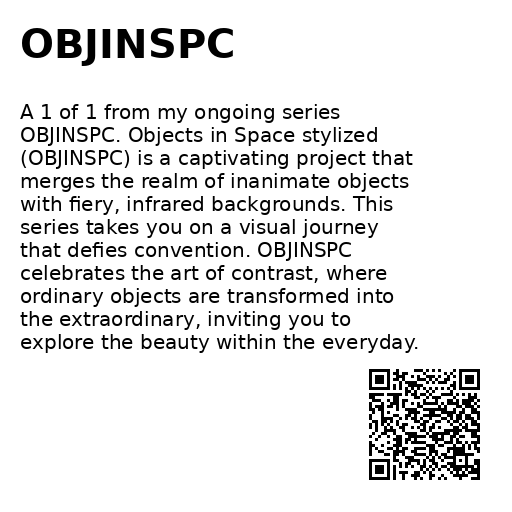 OBJINSPC
A 1 of 1 from my ongoing series
OBJINSPC. Objects in Space stylized
(OBJINSPC) is a captivating project that
merges the realm of inanimate objects
with fiery, infrared backgrounds. This
series takes you on a visual journey
that defies convention. OBJINSPC
celebrates the art of contrast, where
ordinary objects are transformed into
the extraordinary, inviting you to
explore the beauty within the everyday.